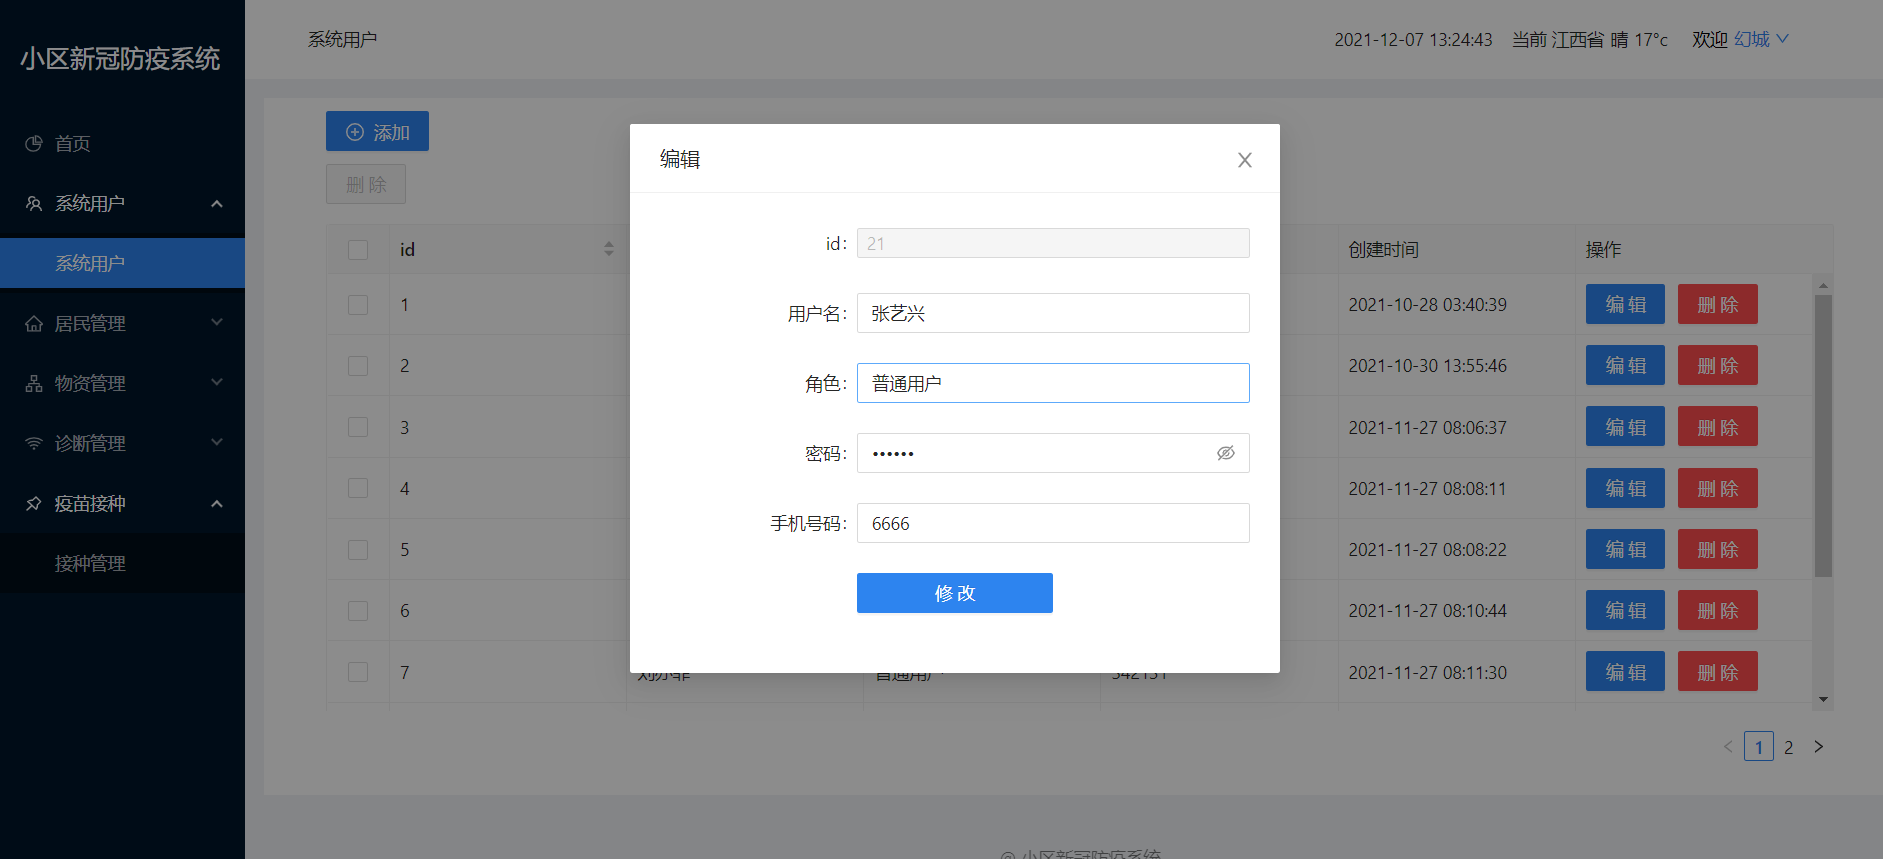 小区新冠防疫系统
首页
系统用户
系统用户
居民管理
物资管理
诊断管理
疫苗接种
接种管理
系统用户
2021-12-07 13:24:43 当前 江西省 晴 17°c 欢迎 幻城
添加
删除
id 创建时间 操作
1 2021-10-28 03:40:39 编辑 删除
2 2021-10-30 13:55:46 编辑 删除
3 2021-11-27 08:06:37 编辑 删除
4 2021-11-27 08:08:11 编辑 删除
5 2021-11-27 08:08:22 编辑 删除
6 2021-11-27 08:10:44 编辑 删除
7 普通用户 542151 2021-11-27 08:11:30 编辑 删除
1 2
编辑 X
id: 21
用户名: 张艺兴
角色: 普通用户
密码: ••••••
手机号码: 6666
修改
@ 小区新冠防疫系统